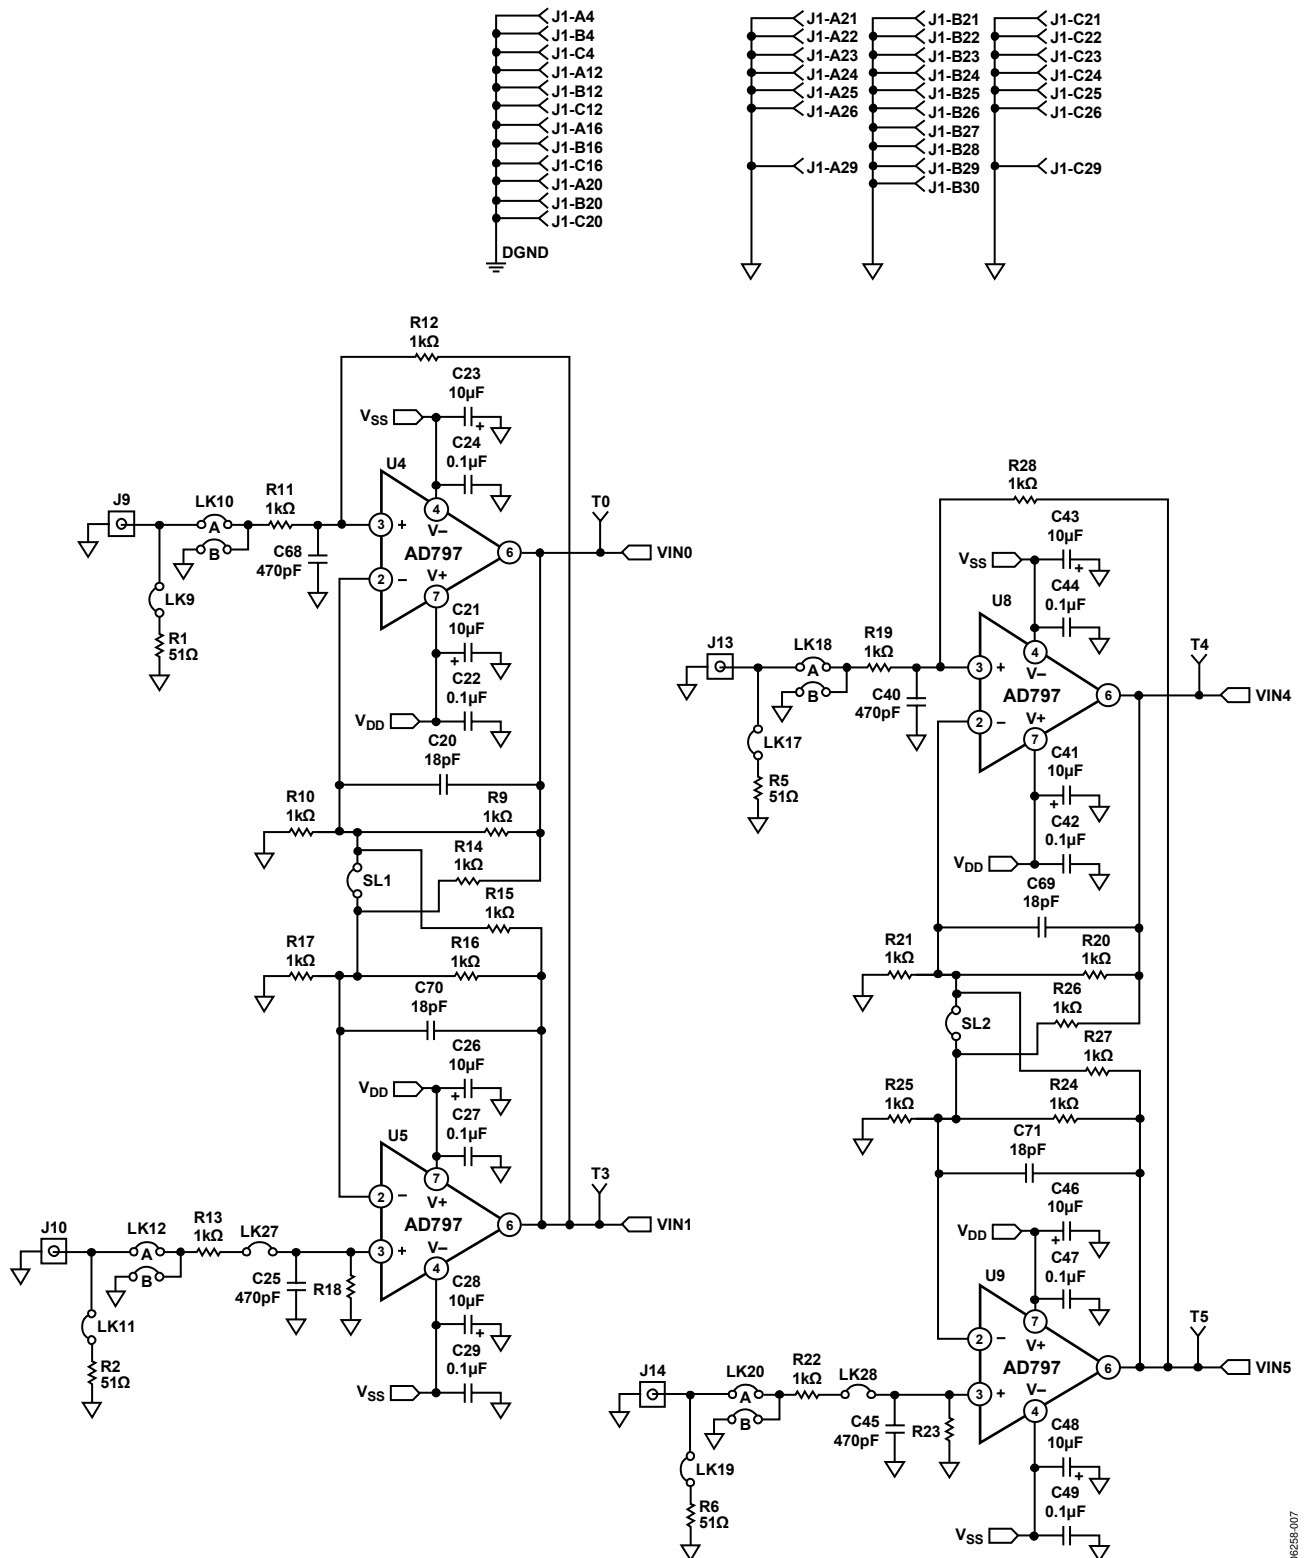 J1-A4
J1-B4
J1-C4
J1-A12
J1-B12
J1-C12
J1-A16
J1-B16
J1-C16
J1-A20
J1-B20
J1-C20
DGND
J1-A21
J1-A22
J1-A23
J1-A24
J1-A25
J1-A26
J1-A29
J1-B21
J1-B22
J1-B23
J1-B24
J1-B25
J1-B26
J1-B27
J1-B28
J1-B29
J1-B30
J1-C21
J1-C22
J1-C23
J1-C24
J1-C25
J1-C26
J1-C29
R12
1kΩ
C23
10µF
VSS
+
C24
0.1µF
U4
J9
LK10
A
B
R11
1kΩ
C68
470pF
3 +
4
V–
AD797
6
2 –
V+
7
T0
VIN0
LK9
R1
51Ω
C21
10µF
+
C22
0.1µF
VDD
C20
18pF
R10
1kΩ
R9
1kΩ
R14
1kΩ
SL1
R15
1kΩ
R17
1kΩ
R16
1kΩ
C70
18pF
C26
10µF
VDD
+
C27
0.1µF
U5
7
V+
2 –
AD797
6
3 +
V–
4
T3
VIN1
J10
LK12
A
B
R13
1kΩ
LK27
C25
470pF
R18
LK11
R2
51Ω
C28
10µF
+
C29
0.1µF
VSS
R28
1kΩ
C43
10µF
VSS
+
C44
0.1µF
U8
J13
LK18
A
B
R19
1kΩ
C40
470pF
3 +
4
V–
AD797
6
2 –
V+
7
T4
VIN4
LK17
R5
51Ω
C41
10µF
+
C42
0.1µF
VDD
C69
18pF
R21
1kΩ
R20
1kΩ
R26
1kΩ
SL2
R27
1kΩ
R25
1kΩ
R24
1kΩ
C71
18pF
C46
10µF
VDD
+
C47
0.1µF
U9
7
V+
2 –
AD797
6
3 +
V–
4
T5
VIN5
J14
LK20
A
B
R22
1kΩ
LK28
C45
470pF
R23
LK19
R6
51Ω
C48
10µF
+
C49
0.1µF
VSS